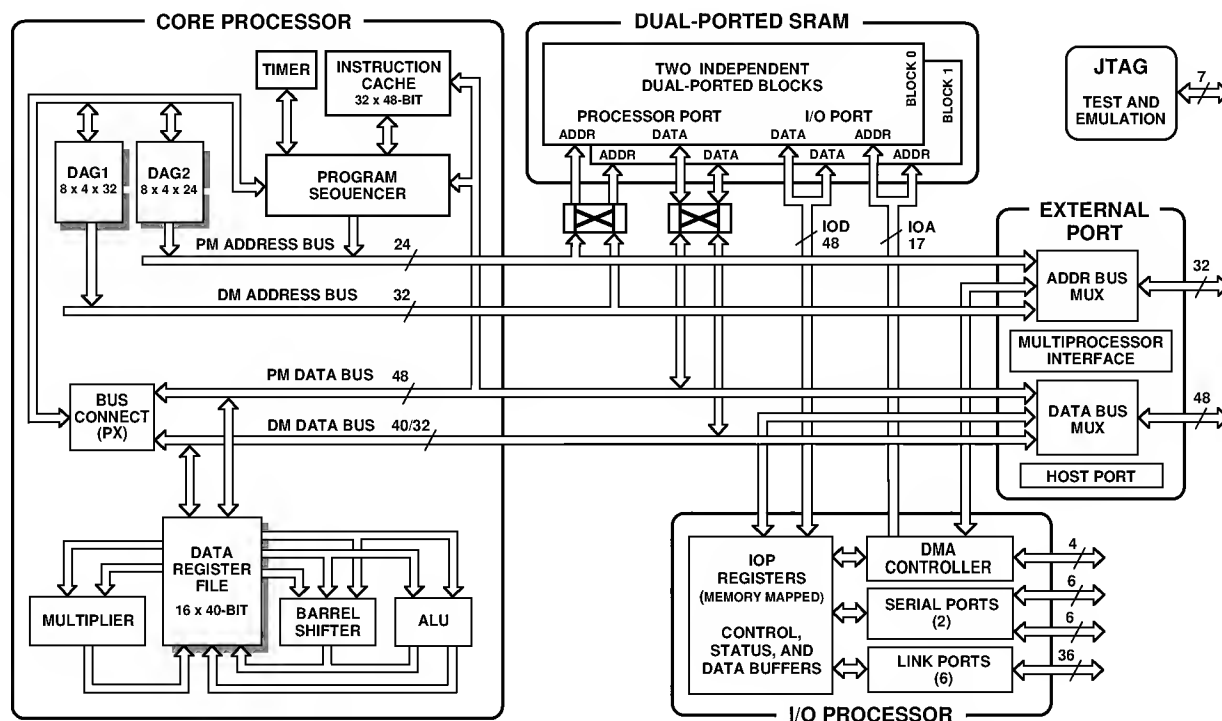 CORE PROCESSOR
TIMER
INSTRUCTION
CACHE
32 x 48-BIT
DAG1
8 x 4 x 32
DAG2
8 x 4 x 24
PROGRAM
SEQUENCER
PM ADDRESS BUS 24
DM ADDRESS BUS 32
BUS
CONNECT
(PX)
PM DATA BUS 48
DM DATA BUS 40/32
DATA
REGISTER
FILE
16 x 40-BIT
MULTIPLIER
BARREL
SHIFTER
ALU
DUAL-PORTED SRAM
TWO INDEPENDENT
DUAL-PORTED BLOCKS
BLOCK 0
BLOCK 1
PROCESSOR PORT
I/O PORT
ADDR DATA DATA ADDR
ADDR DATA DATA ADDR
IOD
48
IOA
17
JTAG
TEST AND
EMULATION
7
EXTERNAL
PORT
ADDR BUS
MUX
32
MULTIPROCESSOR
INTERFACE
DATA BUS
MUX
48
HOST PORT
IOP
REGISTERS
(MEMORY MAPPED)
CONTROL,
STATUS, AND
DATA BUFFERS
DMA
CONTROLLER
4
SERIAL PORTS
(2)
6
6
LINK PORTS
(6)
36
I/O PROCESSOR